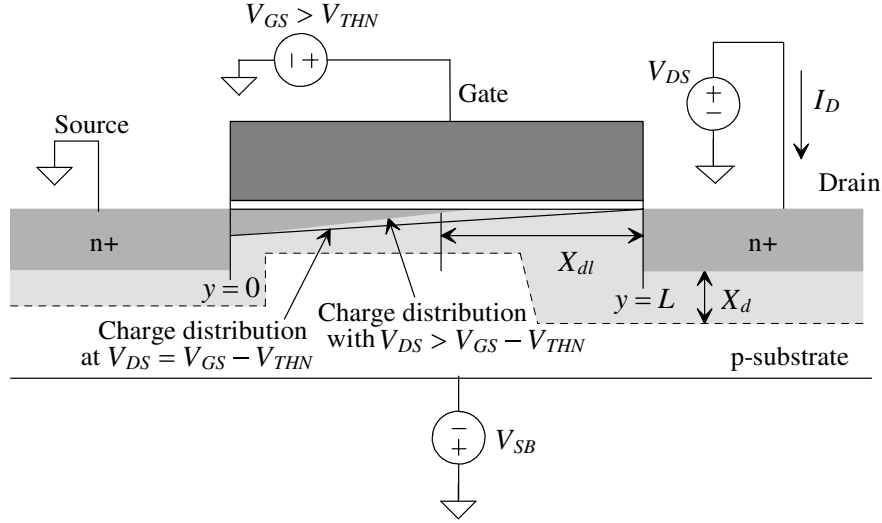 V_GS > V_THN
Gate
V_DS
+
−
I_D
Source
Drain
n+
n+
y = 0
X_dl
y = L
X_d
Charge distribution
at V_DS = V_GS − V_THN
Charge distribution
with V_DS > V_GS − V_THN
p-substrate
−
+
V_SB